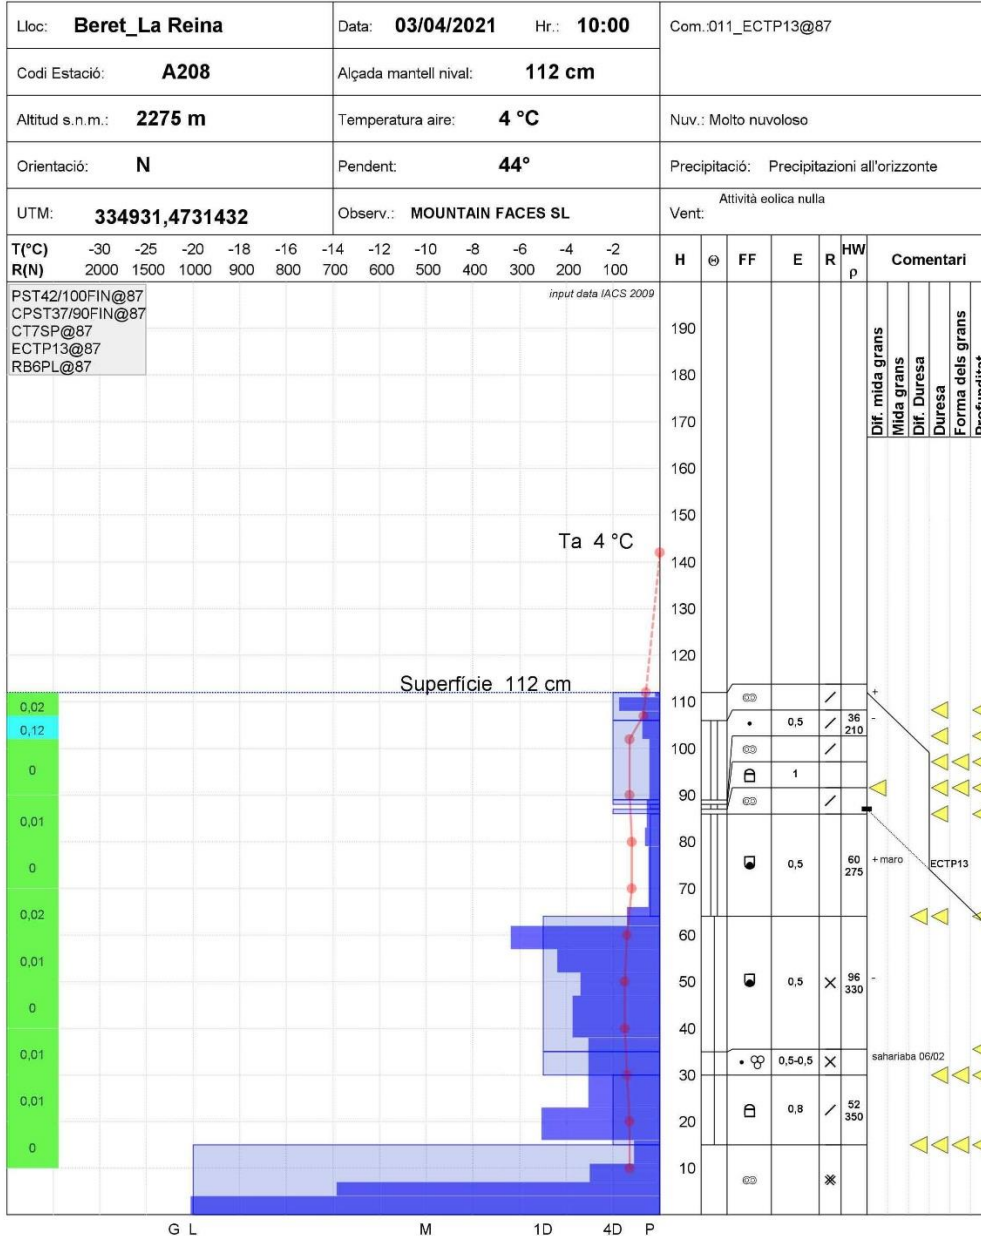 Lloc: Beret_La Reina
Data: 03/04/2021 Hr.: 10:00
Com.:011_ECTP13@87
Codi Estació: A208
Alçada mantell nival: 112 cm
Altitud s.n.m.: 2275 m
Temperatura aire: 4 °C
Nuv.: Molto nuvoloso
Orientació: N
Pendent: 44°
Precipitació: Precipitazioni all'orizzonte
UTM: 334931,4731432
Observ.: MOUNTAIN FACES SL
Vent: Attività eolica nulla
T(°C) -30 -25 -20 -18 -16 -14 -12 -10 -8 -6 -4 -2
R(N) 2000 1500 1000 900 800 700 600 500 400 300 200 100
H Θ FF E R HW ρ Comentari
PST42/100FIN@87
CPST37/90FIN@87
CT7SP@87
ECTP13@87
RB6PL@87
input data IACS 2009
Dif. mida grans
Mida grans
Dif. Duresa
Duresa
Forma dels grans
190
180
170
160
150
140
130
120
110
100
90
80
70
60
50
40
30
20
10
Ta 4 °C
Superfície 112 cm
0,02
0,12
0
0,01
0
0,02
0,01
0
0,01
0,01
0
+
0,5 36 -
210
1
0,5 60 +maro
275
ECTP13
0,5 96 -
330
0,5-0,5 sahariaba 06/02
0,8 52
350
G L M 1D 4D P